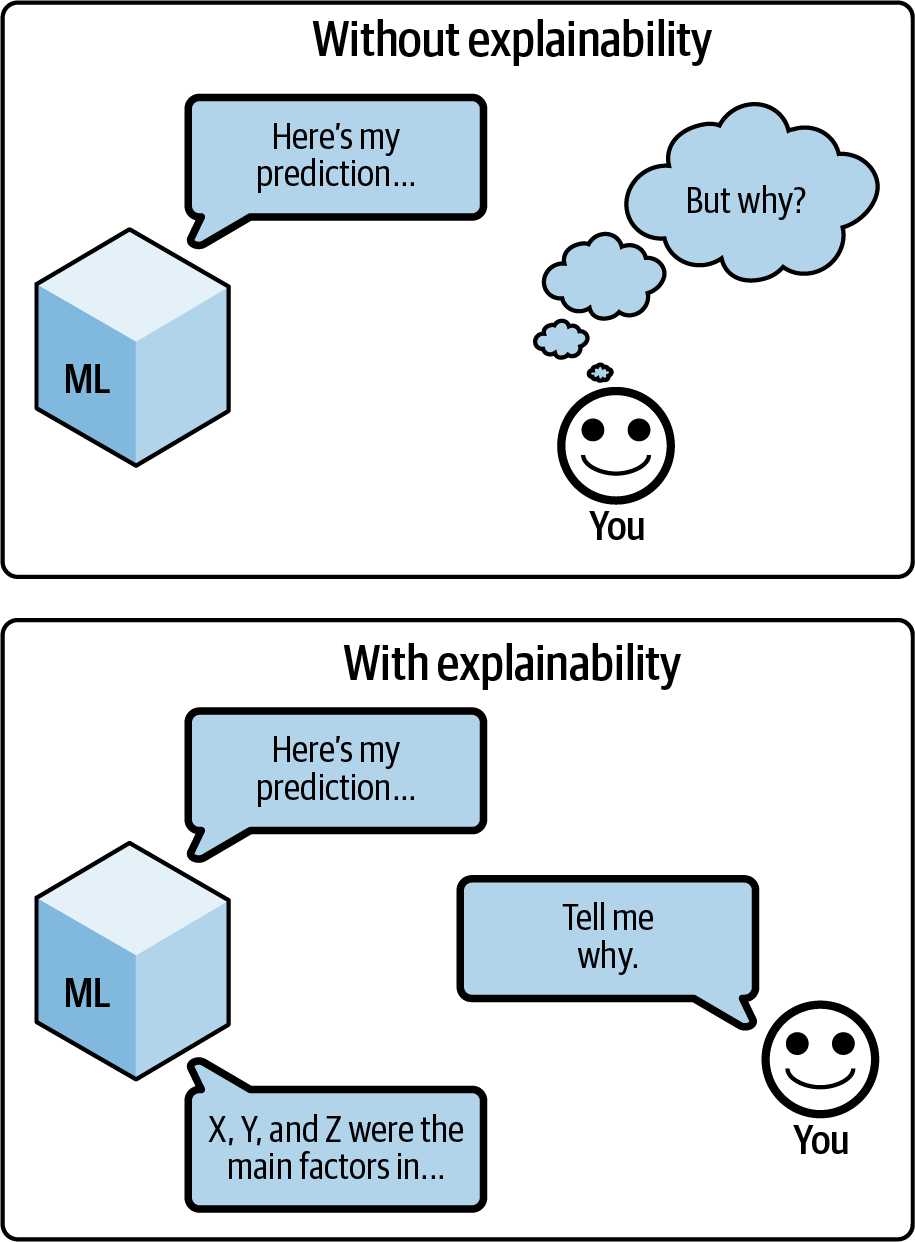 Without explainability
Here's my
prediction...
But why?
ML
You
With explainability
Here's my
prediction...
Tell me
why.
ML
You
X, Y, and Z were the
main factors in...